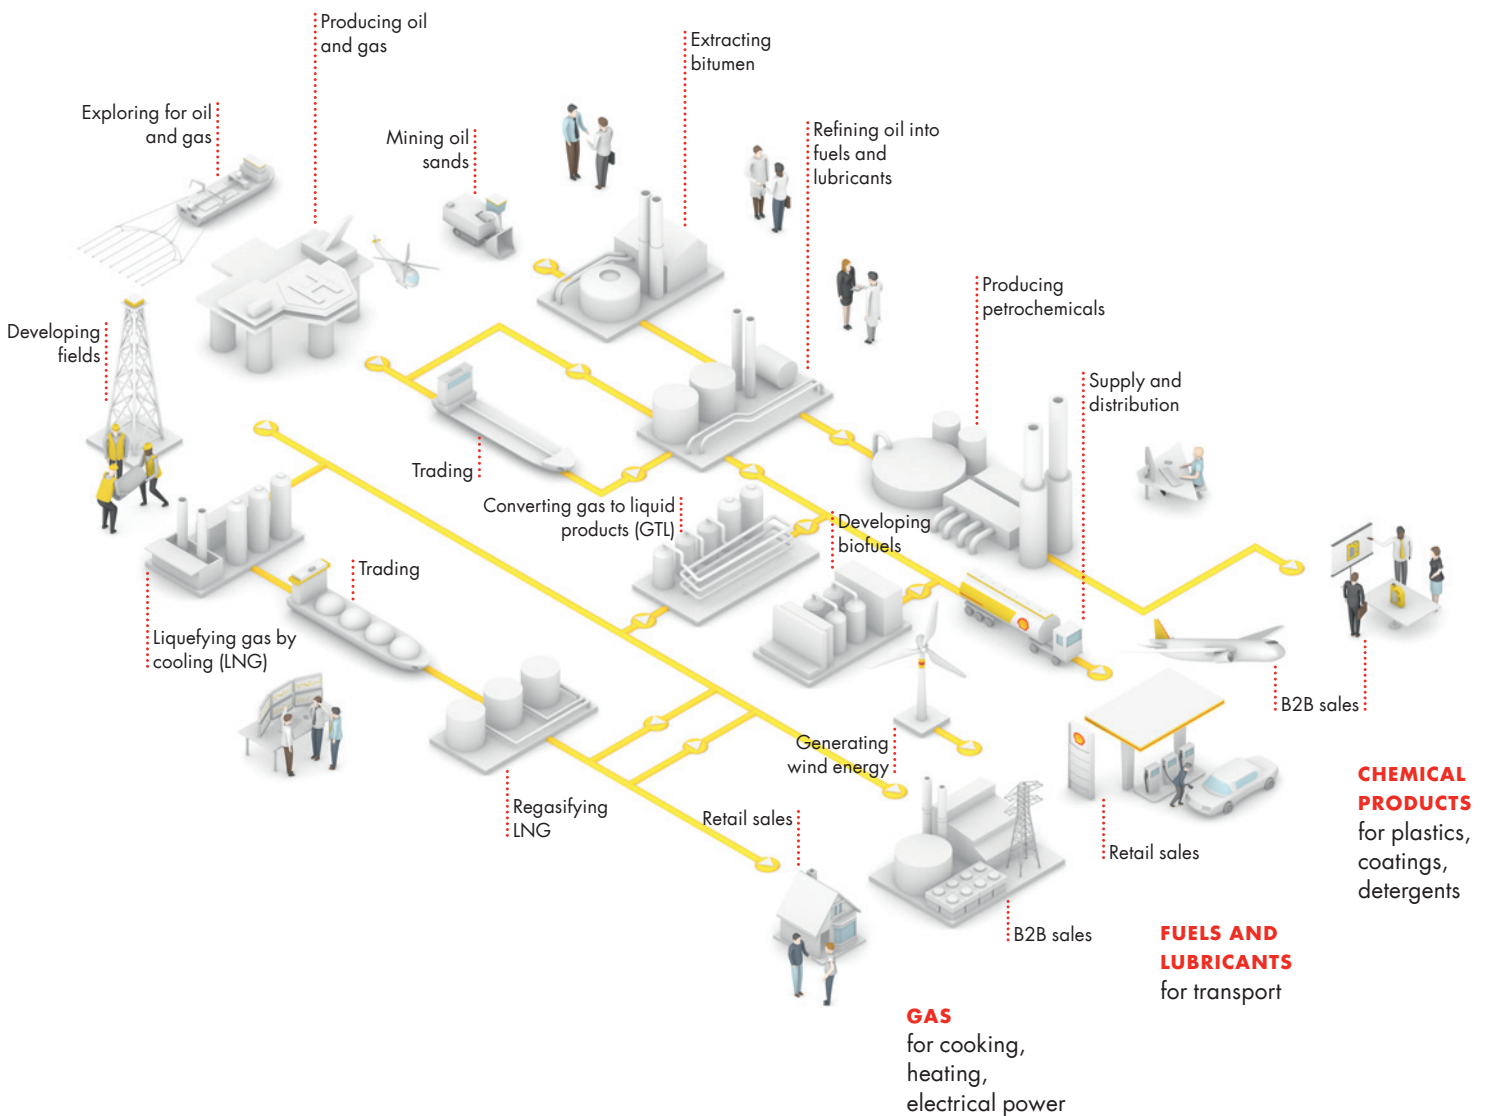 Producing oil
and gas
Extracting
bitumen
Exploring for oil
and gas
Mining oil
sands
Refining oil into
fuels and
lubricants
Producing
petrochemicals
Developing
fields
Supply and
distribution
Trading
Converting gas to liquid
products (GTL)
Developing
biofuels
Trading
Liquefying gas by
cooling (LNG)
B2B sales
Generating
wind energy
Regasifying
LNG
Retail sales
Retail sales
B2B sales
CHEMICAL
PRODUCTS
for plastics,
coatings,
detergents
FUELS AND
LUBRICANTS
for transport
GAS
for cooking,
heating,
electrical power